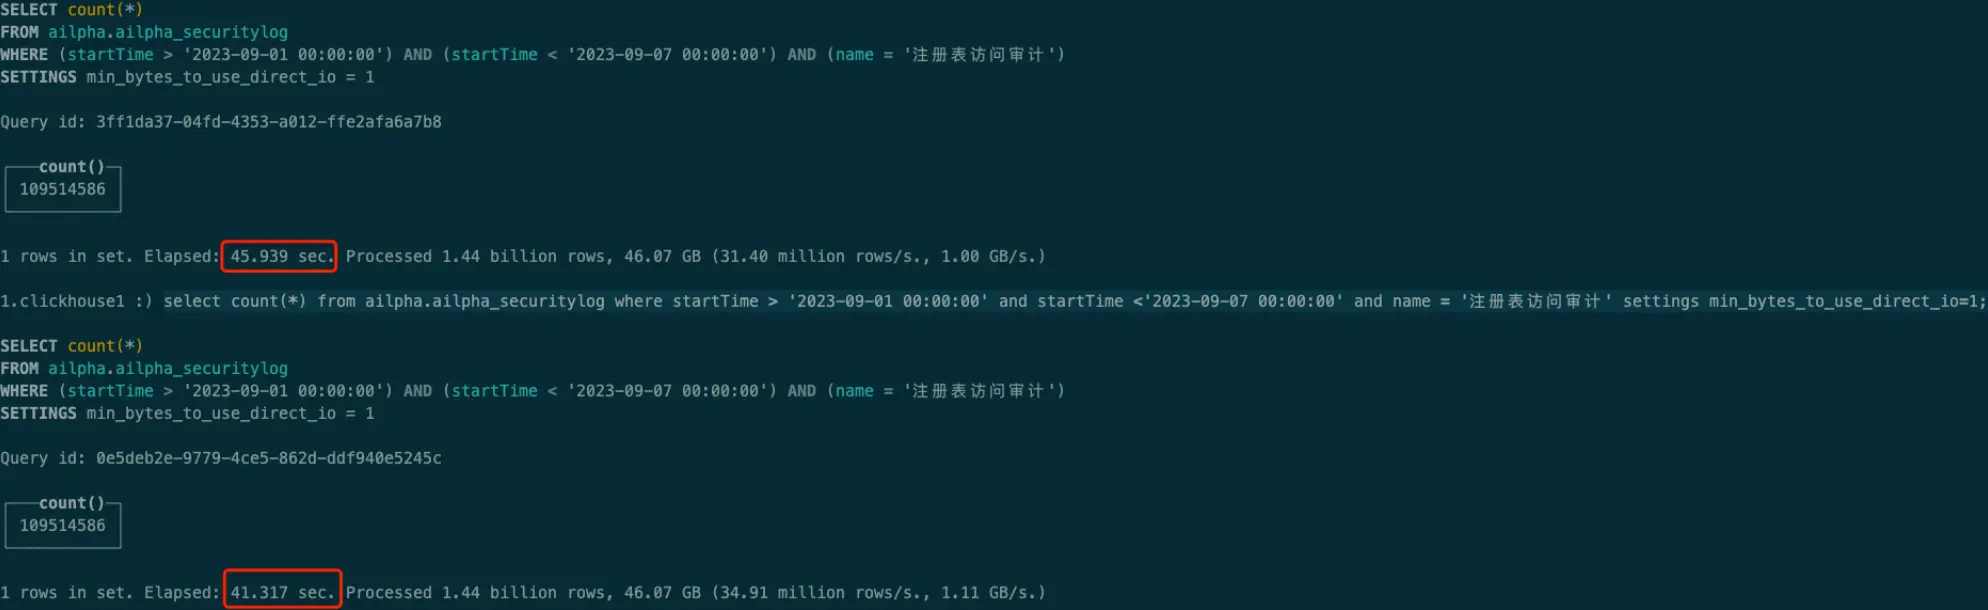 SELECT count(*)
FROM ailpha.ailpha_securitylog
WHERE (startTime > '2023-09-01 00:00:00') AND (startTime < '2023-09-07 00:00:00') AND (name = '注册表访问审计')
SETTINGS min_bytes_to_use_direct_io = 1
Query id: 3ff1da37-04fd-4353-a012-ffe2afa6a7b8
count()
109514586
1 rows in set. Elapsed: 45.939 sec. Processed 1.44 billion rows, 46.07 GB (31.40 million rows/s., 1.00 GB/s.)
1.clickhouse1 :) select count(*) from ailpha.ailpha_securitylog where startTime > '2023-09-01 00:00:00' and startTime <'2023-09-07 00:00:00' and name = '注册表访问审计' settings min_bytes_to_use_direct_io=1;
SELECT count(*)
FROM ailpha.ailpha_securitylog
WHERE (startTime > '2023-09-01 00:00:00') AND (startTime < '2023-09-07 00:00:00') AND (name = '注册表访问审计')
SETTINGS min_bytes_to_use_direct_io = 1
Query id: 0e5deb2e-9779-4ce5-862d-ddf940e5245c
count()
109514586
1 rows in set. Elapsed: 41.317 sec. Processed 1.44 billion rows, 46.07 GB (34.91 million rows/s., 1.11 GB/s.)